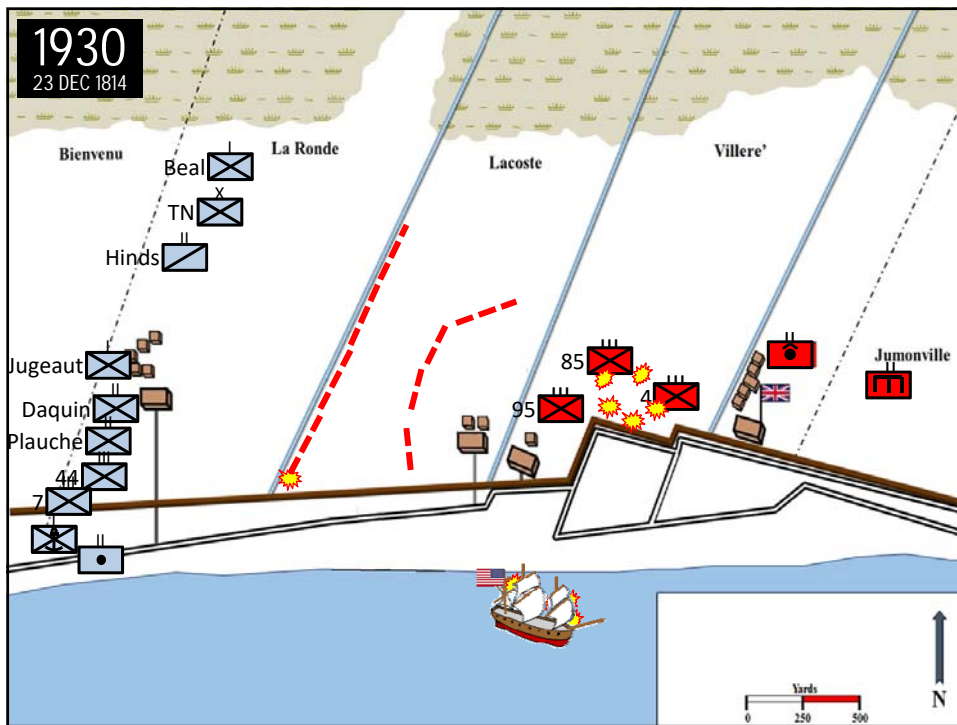 1930
23 DEC 1814
Bienvenu
La Ronde
Lacoste
Villere'
Jumonville
Beal
X
TN
Hinds
Jugeaut
Daquin
Plauche
44
7
85
95
4
Yards
0 250 500
N